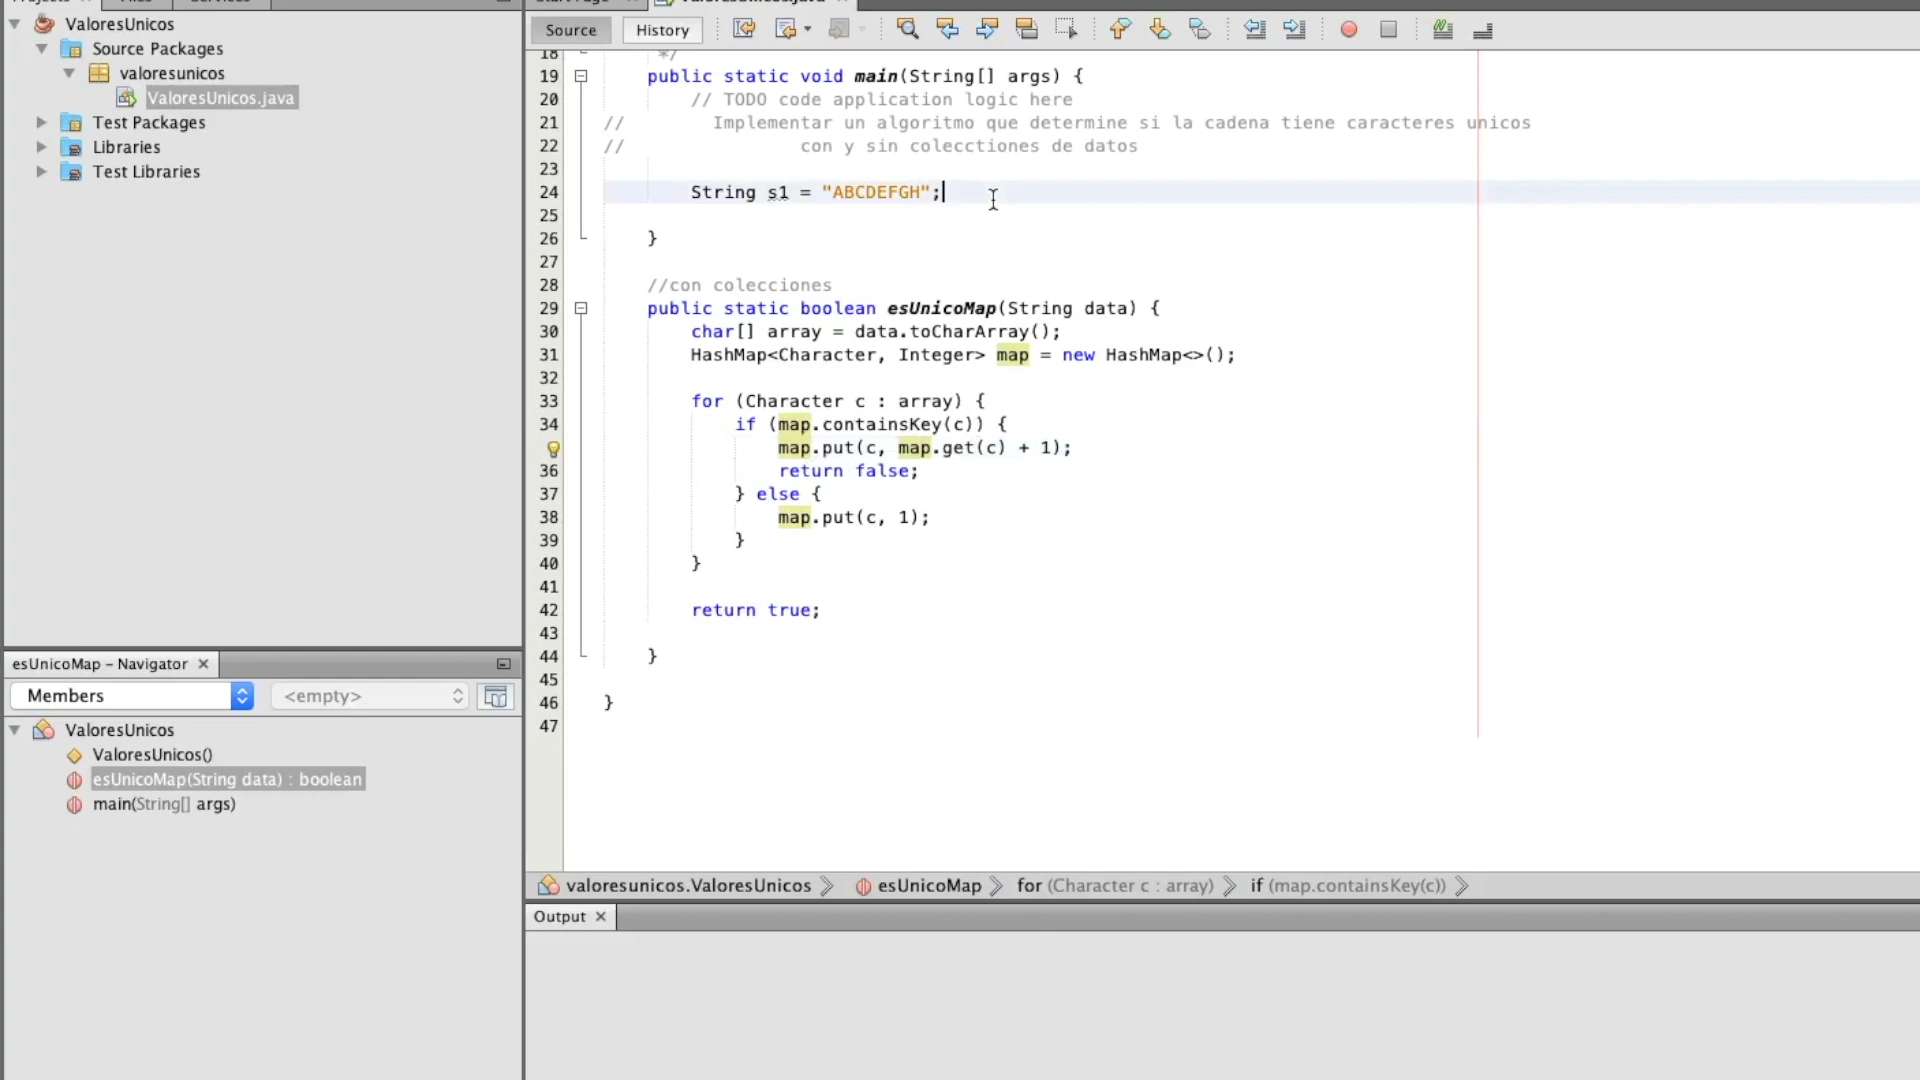 ValoresUnicos
Source Packages
valoresunicos
ValoresUnicos.java
Test Packages
Libraries
Test Libraries
Source
History
18 */
19 public static void main(String[] args) {
20 // TODO code application logic here
21 // Implementar un algoritmo que determine si la cadena tiene caracteres unicos
22 // con y sin colecctiones de datos
23
24 String s1 = "ABCDEFGH";
25
26 }
27
28 //con colecciones
29 public static boolean esUnicoMap(String data) {
30 char[] array = data.toCharArray();
31 HashMap<Character, Integer> map = new HashMap<>();
32
33 for (Character c : array) {
34 if (map.containsKey(c)) {
map.put(c, map.get(c) + 1);
36 return false;
37 } else {
38 map.put(c, 1);
39 }
40 }
41
42 return true;
43
44 }
45
46 }
47
esUnicoMap - Navigator
Members
<empty>
ValoresUnicos
ValoresUnicos()
esUnicoMap(String data) : boolean
main(String[] args)
valoresunicos.ValoresUnicos
esUnicoMap
for (Character c : array)
if (map.containsKey(c))
Output